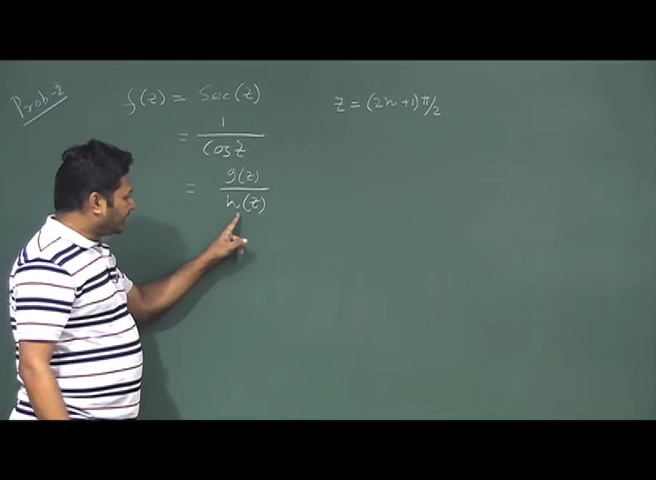 Prob-2
f(z) = Sec(z)
= 1 / Cos z
= g(z) / h(z)
z = (2n+1) π/2